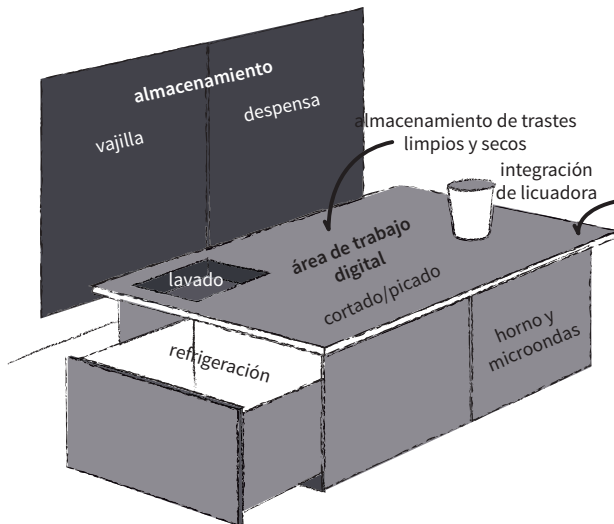 almacenamiento
vajilla
despensa
almacenamiento de trastes
limpios y secos
integración
de licuadora
área de trabajo
digital
cortado/picado
lavado
refrigeración
horno y
microondas